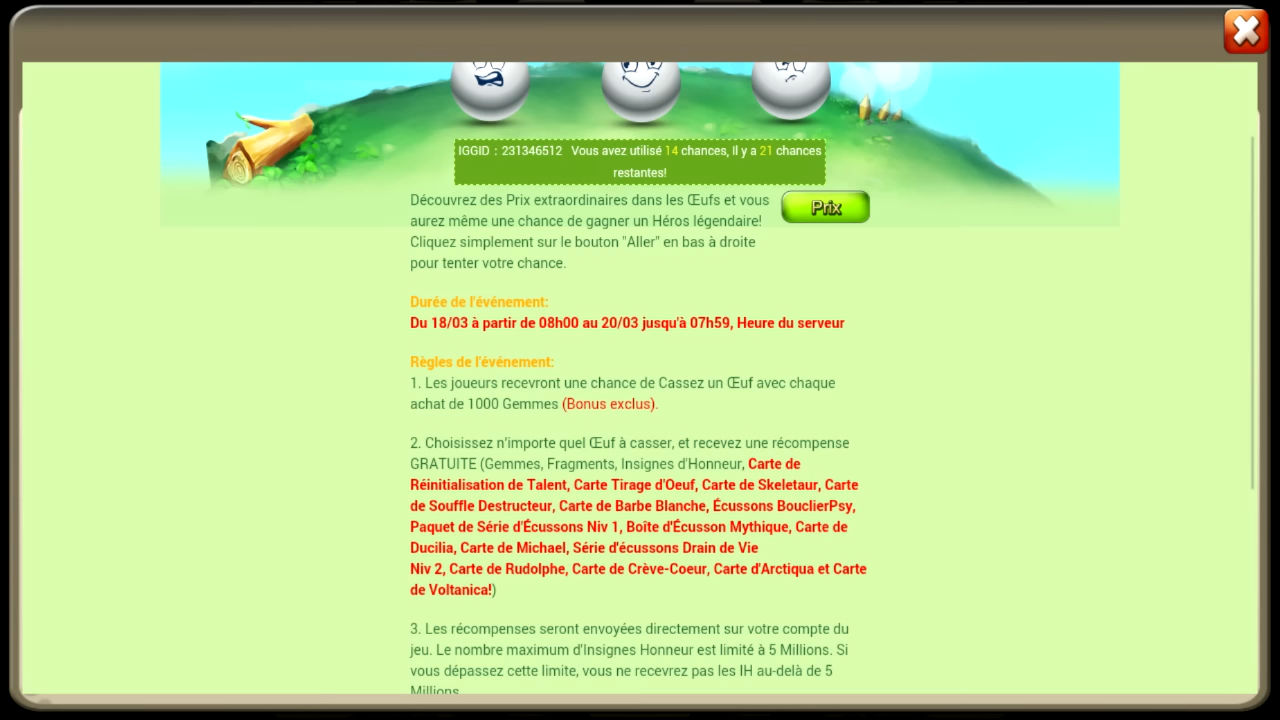 IGGID : 231346512 Vous avez utilisé 14 chances, Il y a 21 chances
restantes!
Découvrez des Prix extraordinaires dans les Œufs et vous
aurez même une chance de gagner un Héros légendaire!
Cliquez simplement sur le bouton "Aller" en bas à droite
pour tenter votre chance.
Prix
Durée de l'événement:
Du 18/03 à partir de 08h00 au 20/03 jusqu'à 07h59, Heure du serveur
Règles de l'événement:
1. Les joueurs recevront une chance de Cassez un Œuf avec chaque
achat de 1000 Gemmes (Bonus exclus).
2. Choisissez n'importe quel Œuf à casser, et recevez une récompense
GRATUITE (Gemmes, Fragments, Insignes d'Honneur, Carte de
Réinitialisation de Talent, Carte Tirage d'Oeuf, Carte de Skeletaur, Carte
de Souffle Destructeur, Carte de Barbe Blanche, Écussons BouclierPsy,
Paquet de Série d'Écussons Niv 1, Boîte d'Écusson Mythique, Carte de
Ducilia, Carte de Michael, Série d'écussons Drain de Vie
Niv 2, Carte de Rudolphe, Carte de Crève-Coeur, Carte d'Arctiqua et Carte
de Voltanica!)
3. Les récompenses seront envoyées directement sur votre compte du
jeu. Le nombre maximum d'Insignes Honneur est limité à 5 Millions. Si
vous dépassez cette limite, vous ne recevrez pas les IH au-delà de 5
Millions